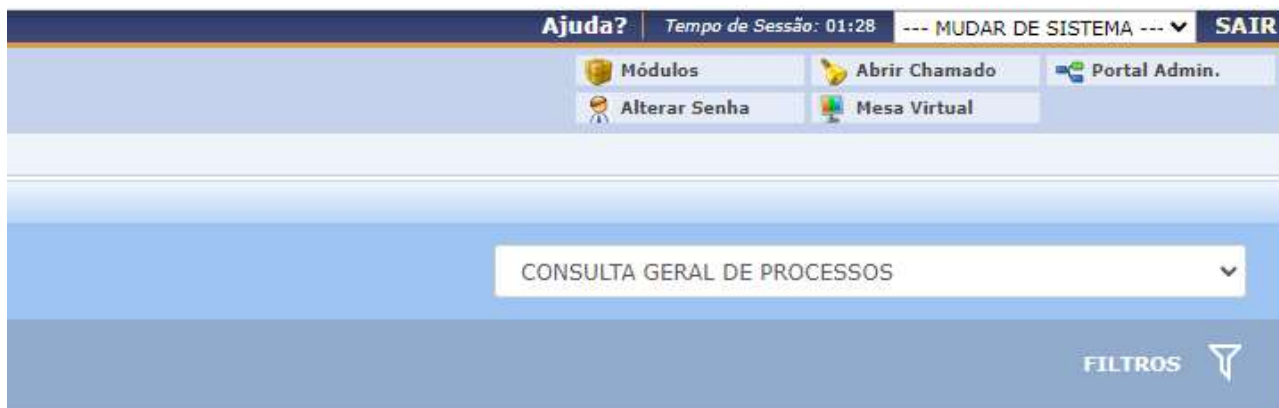 Ajuda? Tempo de Sessão: 01:28 --- MUDAR DE SISTEMA --- SAIR
Módulos Abrir Chamado Portal Admin.
Alterar Senha Mesa Virtual
CONSULTA GERAL DE PROCESSOS
FILTROS